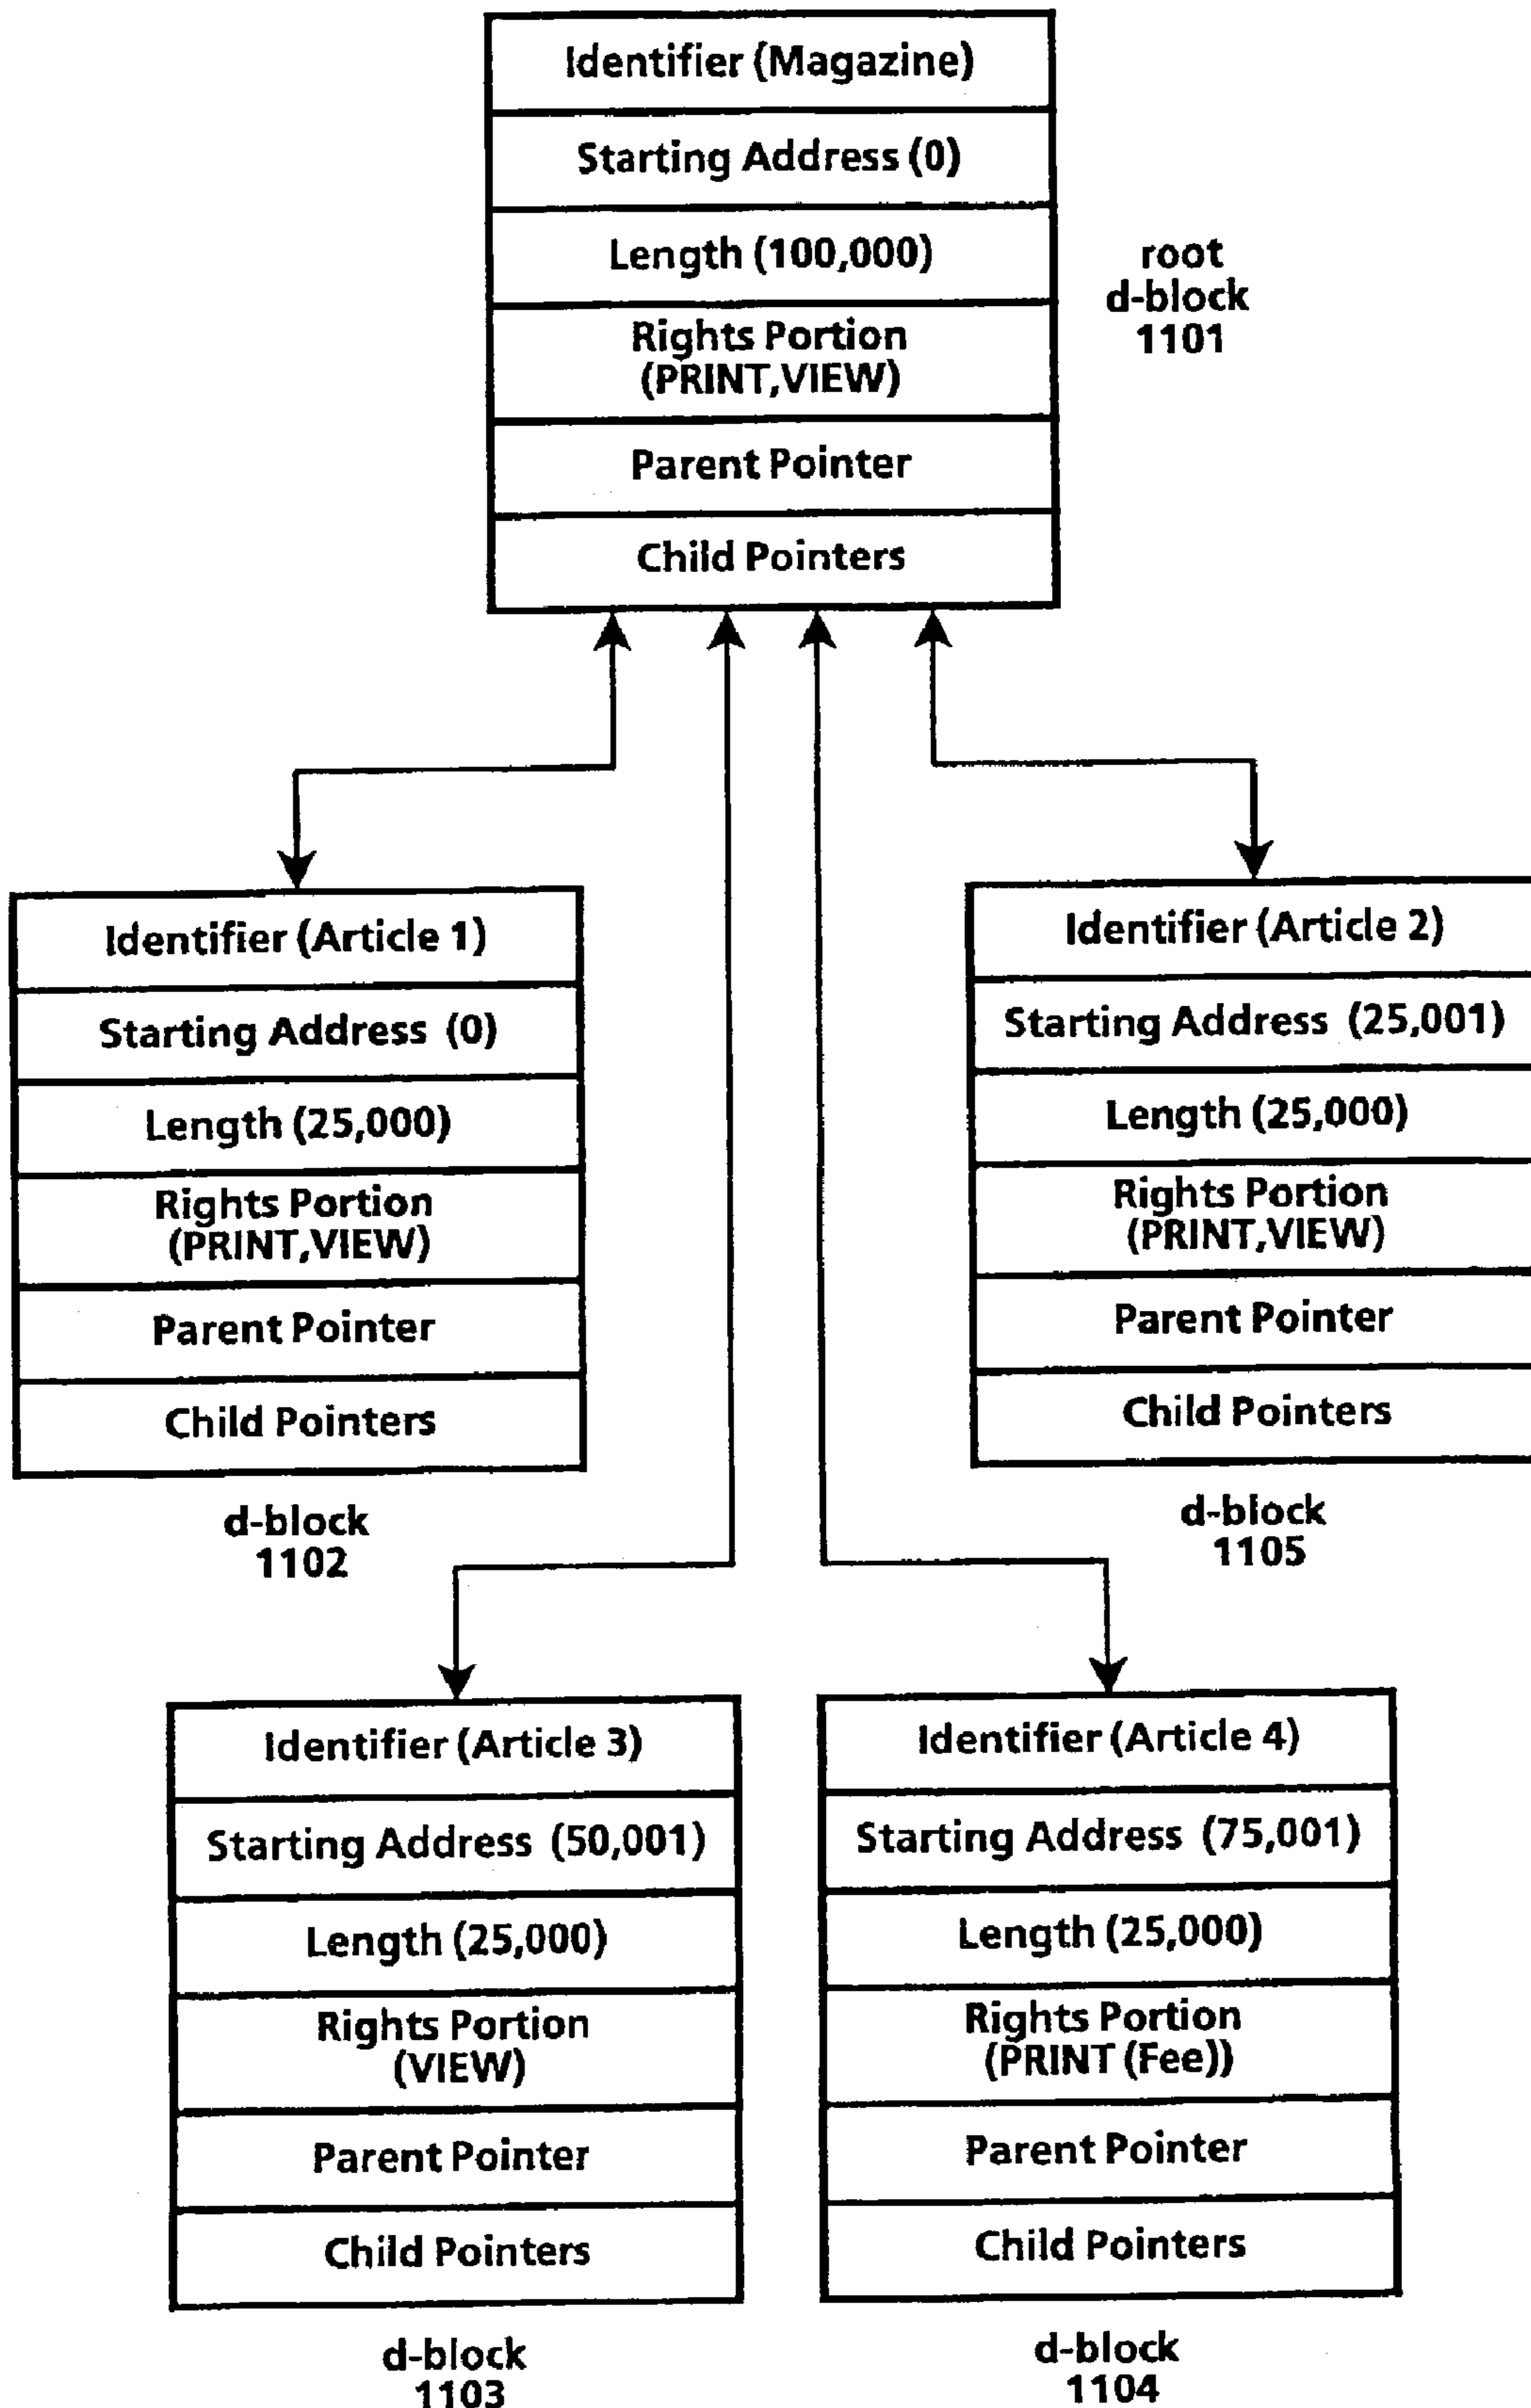 Identifier (Magazine)
Starting Address (0)
Length (100,000)
Rights Portion
(PRINT,VIEW)
Parent Pointer
Child Pointers
root
d-block
1101
Identifier (Article 1)
Starting Address (0)
Length (25,000)
Rights Portion
(PRINT,VIEW)
Parent Pointer
Child Pointers
d-block
1102
Identifier (Article 2)
Starting Address (25,001)
Length (25,000)
Rights Portion
(PRINT,VIEW)
Parent Pointer
Child Pointers
d-block
1105
Identifier (Article 3)
Starting Address (50,001)
Length (25,000)
Rights Portion
(VIEW)
Parent Pointer
Child Pointers
d-block
1103
Identifier (Article 4)
Starting Address (75,001)
Length (25,000)
Rights Portion
(PRINT (Fee))
Parent Pointer
Child Pointers
d-block
1104